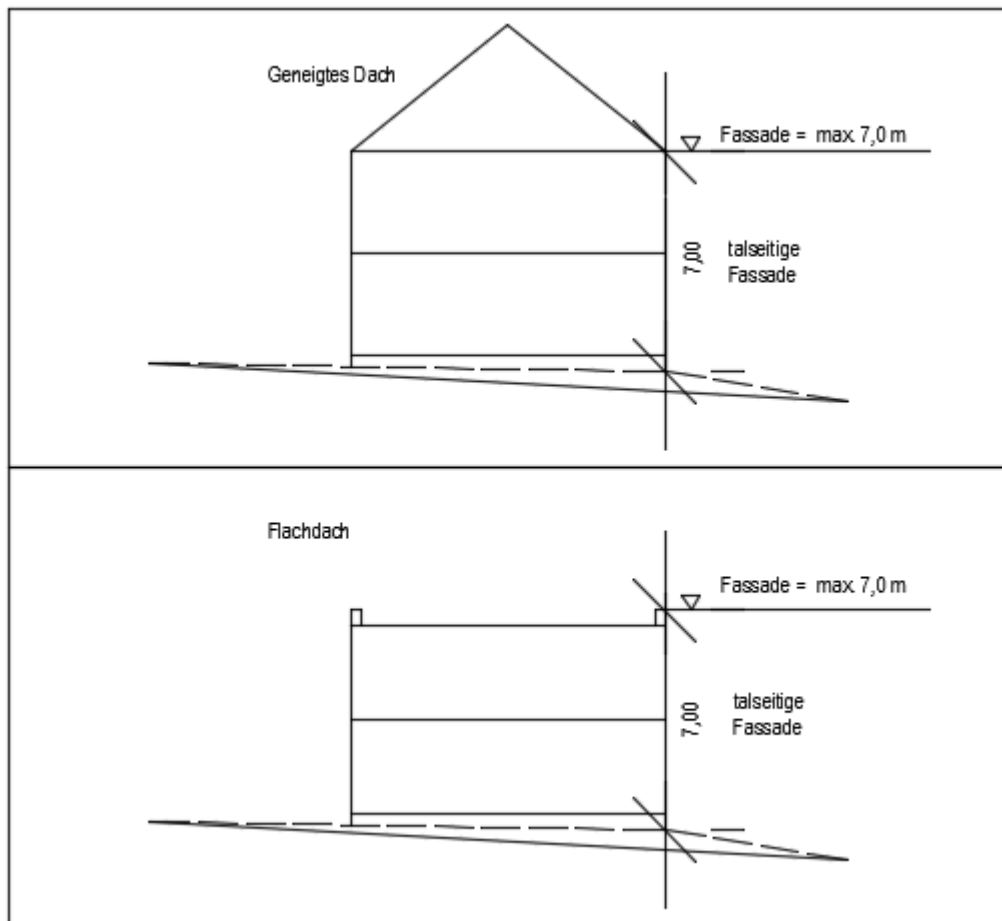 Geneigtes Dach
Fassade = max. 7,0 m
7,00
talseitige
Fassade
Flachdach
Fassade = max. 7,0 m
7,00
talseitige
Fassade